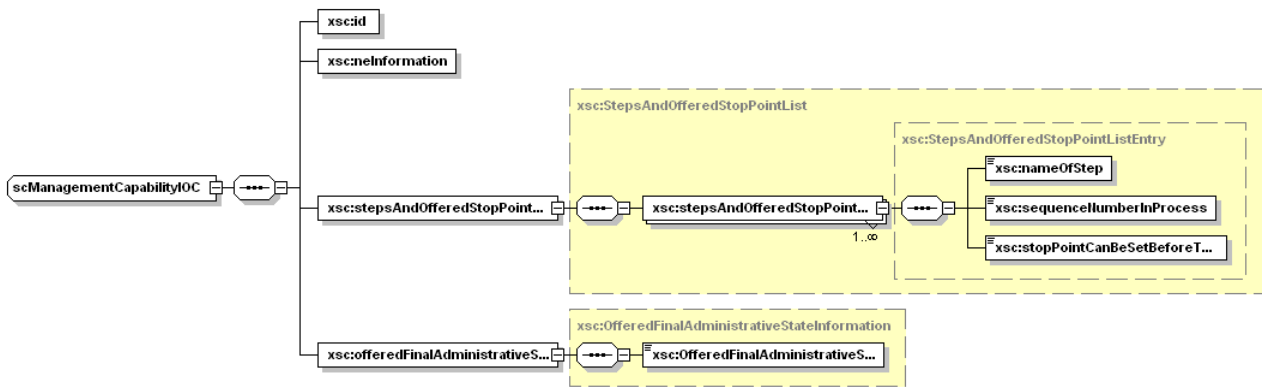 xsc:id
xsc:neInformation
xsc:StepsAndOfferedStopPointList
xsc:StepsAndOfferedStopPointListEntry
xsc:nameOfStep
scManagementCapabilityIOC
xsc:stepsAndOfferedStopPoint...
xsc:stepsAndOfferedStopPoint...
xsc:sequenceNumberInProcess
1..∞
xsc:stopPointCanBeSetBeforeT...
xsc:OfferedFinalAdministrativeStateInformation
xsc:offeredFinalAdministrativeS...
xsc:OfferedFinalAdministrativeS...